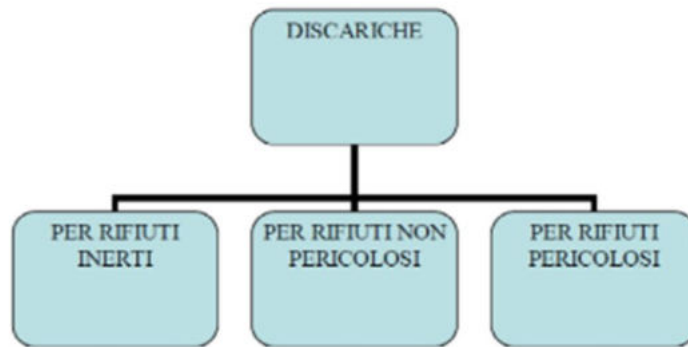 DISCARICHE
PER RIFIUTI
INERTI
PER RIFIUTI NON
PERICOLOSI
PER RIFIUTI
PERICOLOSI